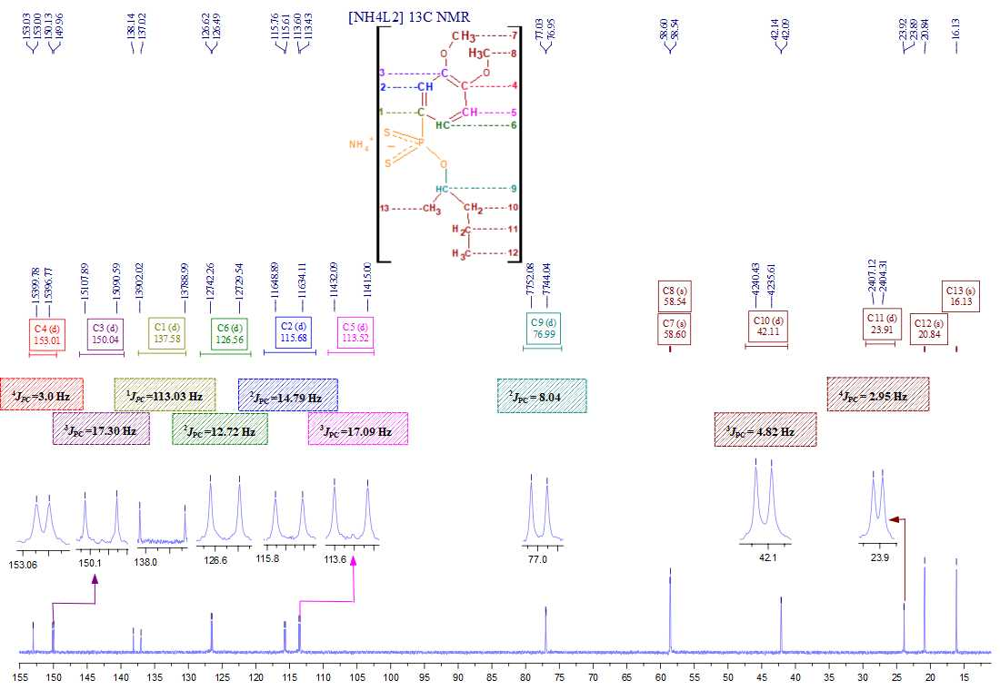 [NH4L2] 13C NMR
153.03
153.00
150.13
149.96
138.14
137.02
126.62
126.49
115.76
115.61
113.60
113.43
77.03
76.95
58.60
58.54
42.14
42.09
23.92
23.89
20.84
16.13
CH3 7
H3C 8
O
O
3 C
2 CH
C 4
1 C
CH 5
HC 6
S
NH4+
P
−
S
O
HC 9
13 CH3
CH2 10
H2C 11
H3C 12
15399.78
15396.77
15107.89
15090.59
13902.02
13788.99
12742.26
12729.54
11648.89
11634.11
11432.09
11415.00
7752.08
7744.04
4240.43
4235.61
2407.12
2404.31
C4 (d)
153.01
C3 (d)
150.04
C1 (d)
137.58
C6 (d)
126.56
C2 (d)
115.68
C5 (d)
113.52
C9 (d)
76.99
C8 (s)
58.54
C7 (s)
58.60
C10 (d)
42.11
C11 (d)
23.91
C12 (s)
20.84
C13 (s)
16.13
4JPC =3.0 Hz
3JPC =17.30 Hz
1JPC =113.03 Hz
2JPC =12.72 Hz
2JPC =14.79 Hz
3JPC =17.09 Hz
2JPC = 8.04
3JPC = 4.82 Hz
4JPC = 2.95 Hz
153.06
150.1
138.0
126.6
115.8
113.6
77.0
42.1
23.9
155 150 145 140 135 130 125 120 115 110 105 100 95 90 85 80 75 70 65 60 55 50 45 40 35 30 25 20 15